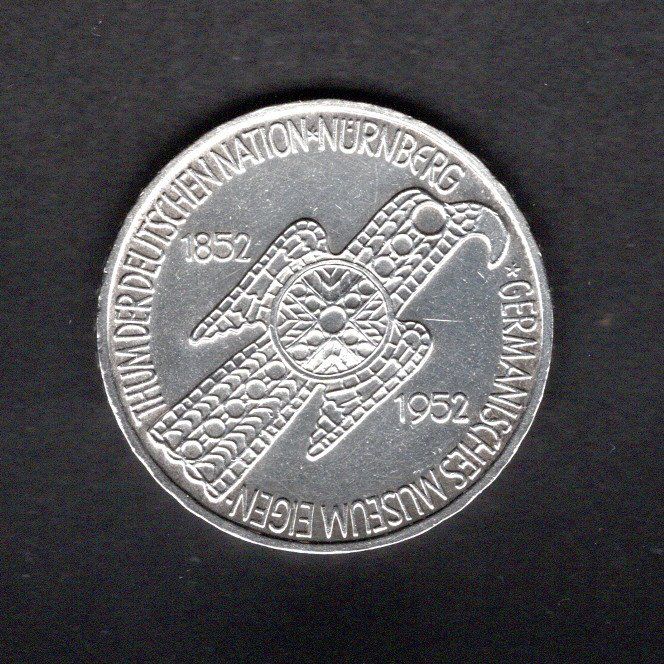 * GERMANISCHES MUSEUM EIGEN-THUM DER DEUTSCHEN NATION·NÜRNBERG
1852
1952